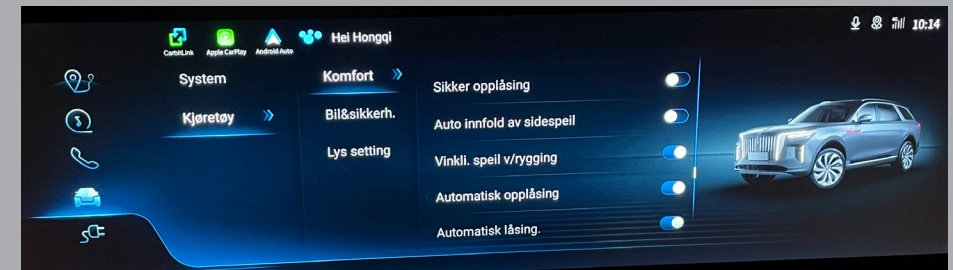 CarbitLink
Apple CarPlay
Android Auto
Hei Hongqi
10:14
System
Kjøretøy
Komfort
Bil&sikkerh.
Lys setting
Sikker opplåsing
Auto innfold av sidespeil
Vinkli. speil v/rygging
Automatisk opplåsing
Automatisk låsing.